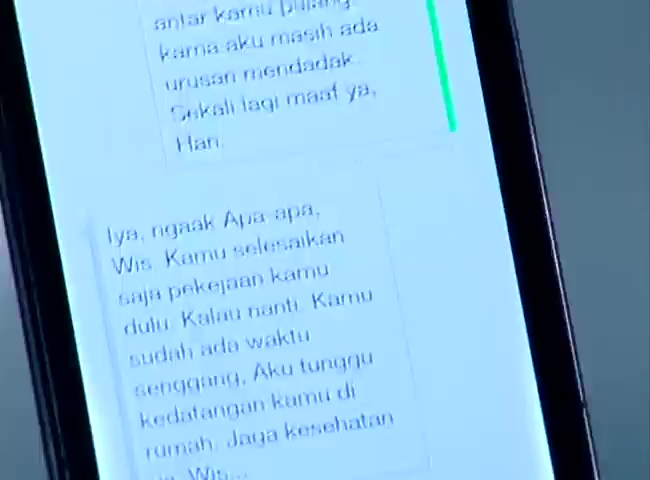 antar kamu pulang
karna aku masih ada
urusan mendadak.
Sekali lagi maaf ya,
Han.
Iya, ngaak Apa-apa,
Wis. Kamu selesaikan
saja pekejaan kamu
dulu. Kalau nanti. Kamu
sudah ada waktu
senggang, Aku tunggu
kedatangan kamu di
rumah. Jaga kesehatan
ya, Wis...